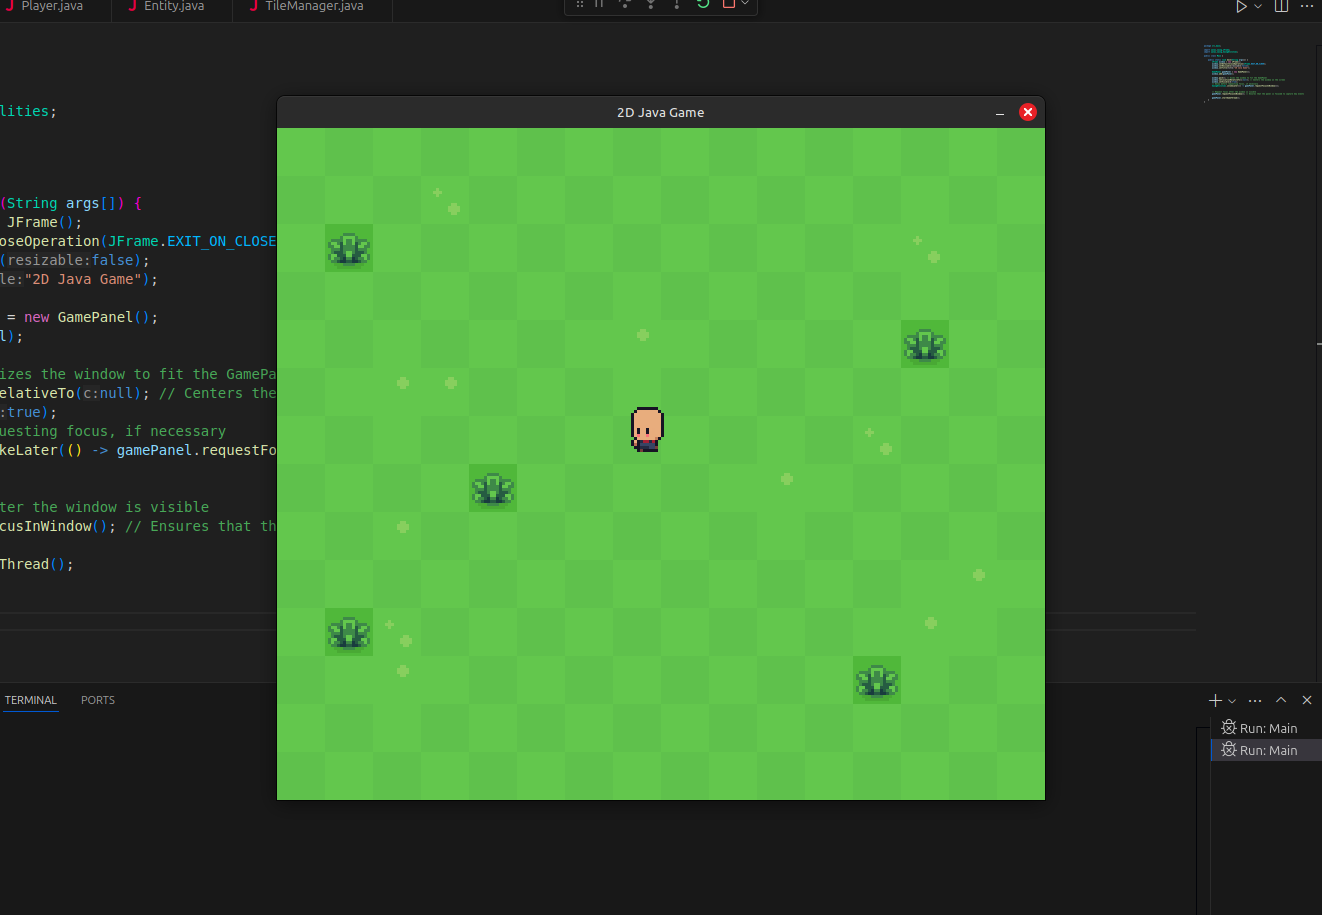 Player.java
Entity.java
TileManager.java
2D Java Game
lities;
(String args[]) {
JFrame();
oseOperation(JFrame.EXIT_ON_CLOSE
(resizable:false);
le:"2D Java Game");
= new GamePanel();
l);
izes the window to fit the GamePa
elativeTo(c:null); // Centers the
:true);
uesting focus, if necessary
keLater(() -> gamePanel.requestFo
ter the window is visible
cusInWindow(); // Ensures that th
Thread();
TERMINAL
PORTS
Run: Main
Run: Main